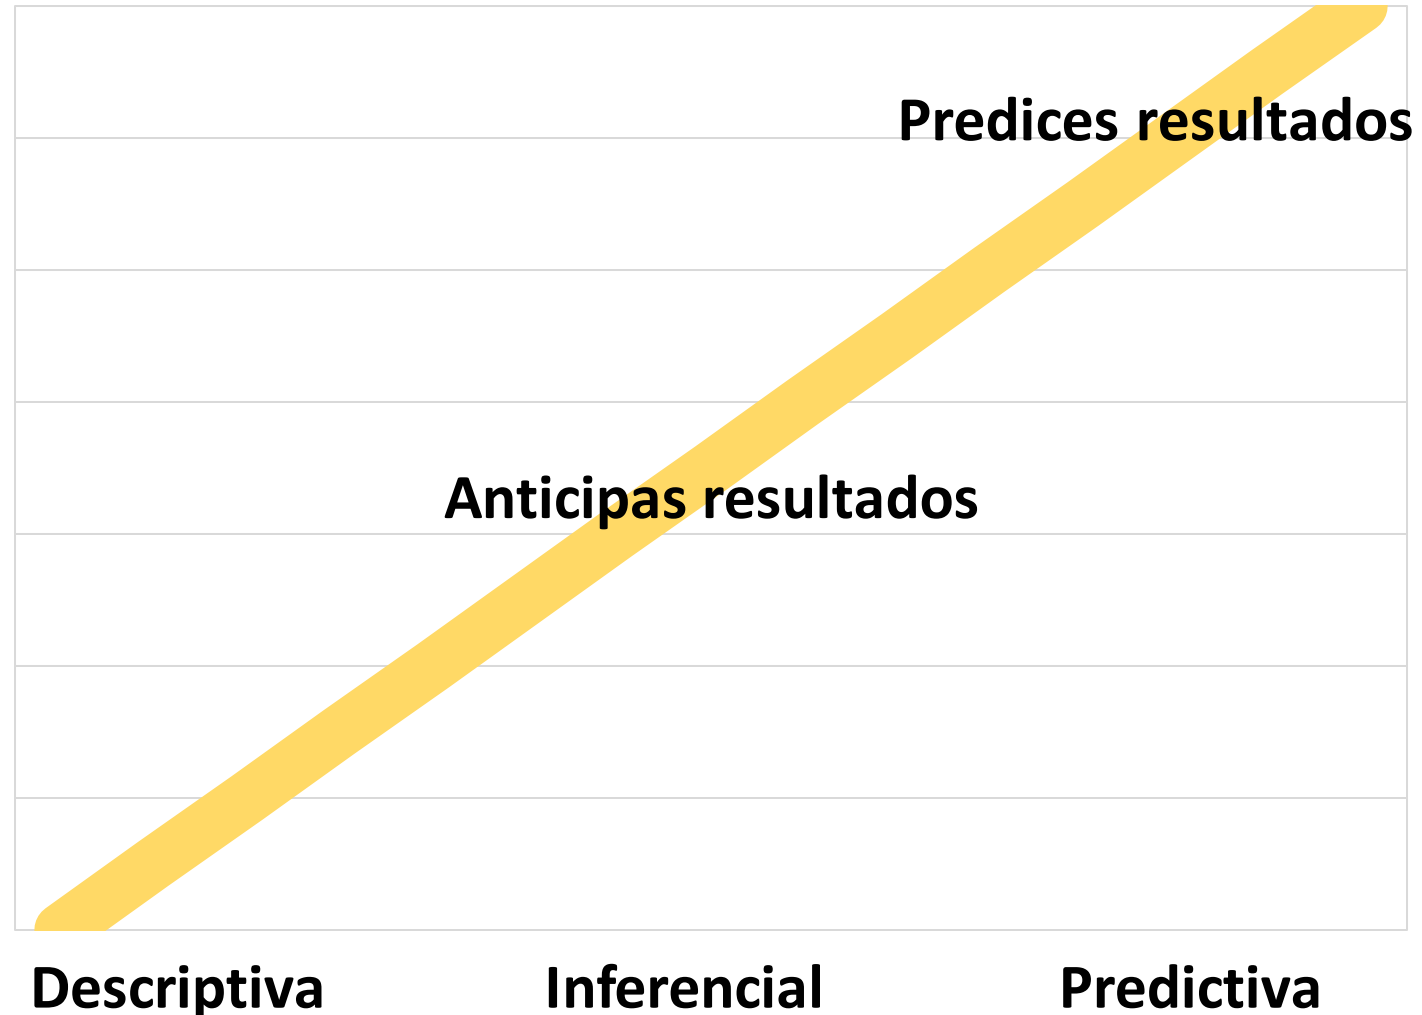 Predices resultados
Anticipas resultados
Descriptiva
Inferencial
Predictiva